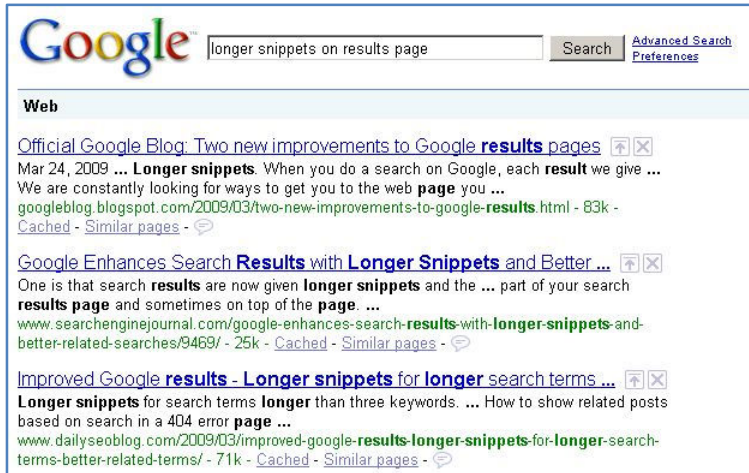 Google™ longer snippets on results page Search Advanced Search
Preferences
Web
Official Google Blog: Two new improvements to Google results pages
Mar 24, 2009 ... Longer snippets. When you do a search on Google, each result we give ...
We are constantly looking for ways to get you to the web page you ...
googleblog.blogspot.com/2009/03/two-new-improvements-to-google-results.html - 83k -
Cached - Similar pages -
Google Enhances Search Results with Longer Snippets and Better ...
One is that search results are now given longer snippets and the ... part of your search
results page and sometimes on top of the page. ...
www.searchenginejournal.com/google-enhances-search-results-with-longer-snippets-and-
better-related-searches/9469/ - 25k - Cached - Similar pages -
Improved Google results - Longer snippets for longer search terms ...
Longer snippets for search terms longer than three keywords. ... How to show related posts
based on search in a 404 error page ...
www.dailyseoblog.com/2009/03/improved-google-results-longer-snippets-for-longer-search-
terms-better-related-terms/ - 71k - Cached - Similar pages -